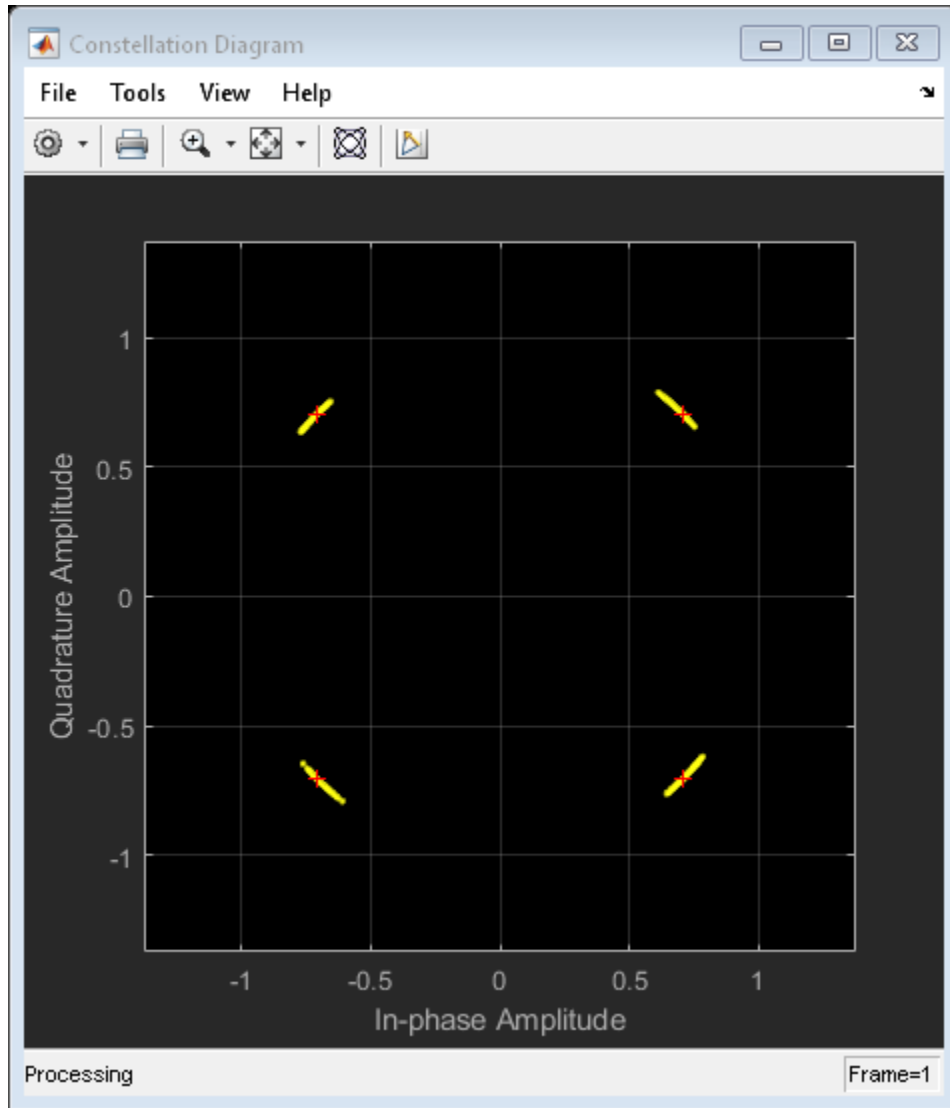 Constellation Diagram
File Tools View Help
1
0.5
0
-0.5
-1
Quadrature Amplitude
-1 -0.5 0 0.5 1
In-phase Amplitude
Processing Frame=1